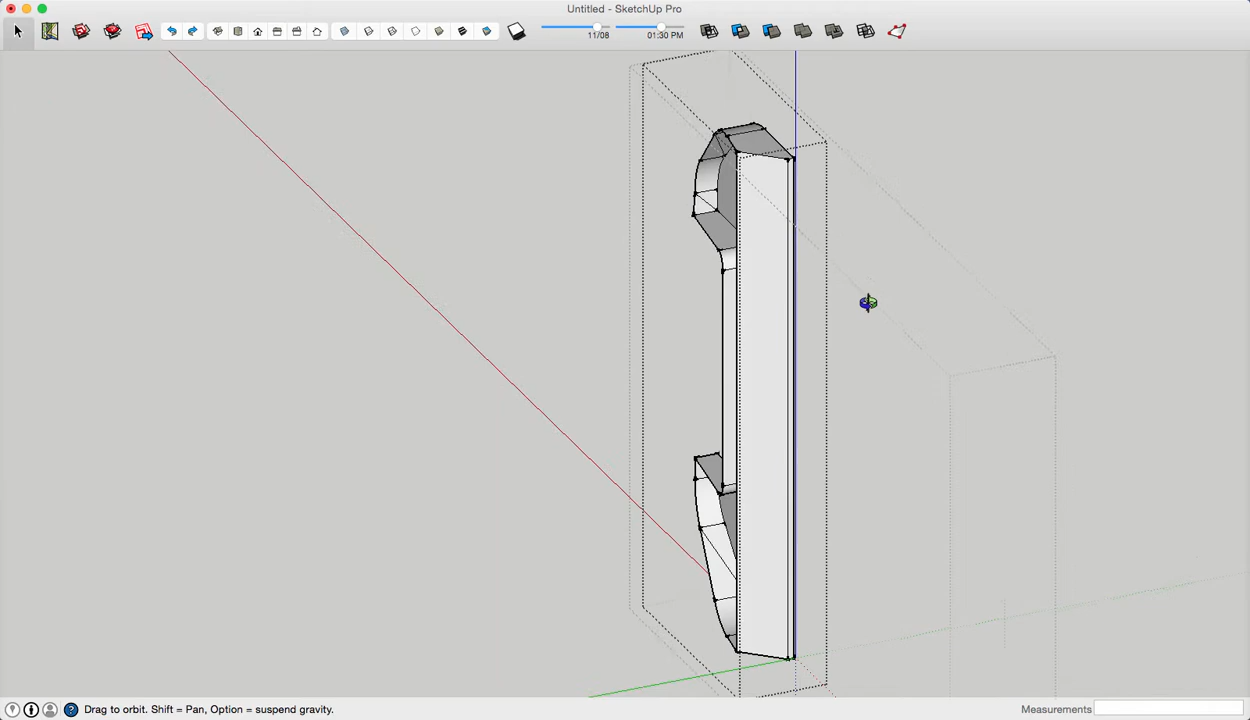 Untitled - SketchUp Pro
11/08
01:30 PM
Drag to orbit. Shift = Pan, Option = suspend gravity.
Measurements